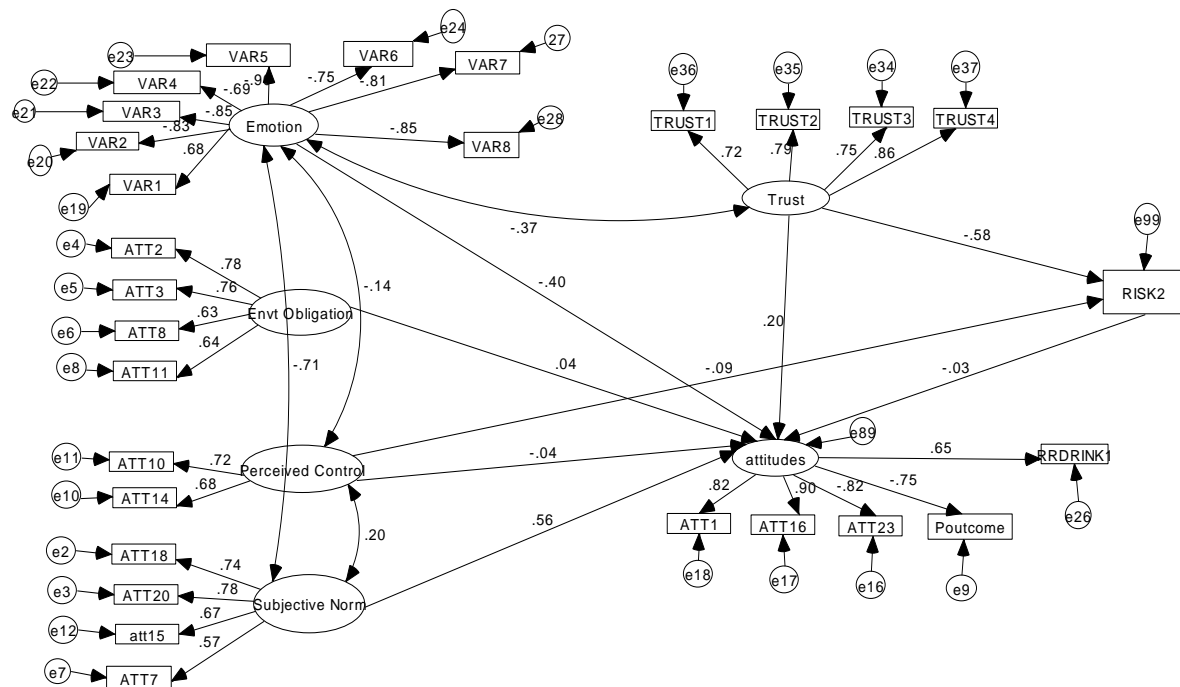 e23
VAR5
-.9
e24
VAR6
-.75
27
VAR7
-.81
e22
VAR4
-.69
e21
VAR3
-.85
e20
VAR2
-.83
e19
VAR1
.68
Emotion
-.85
VAR8
e28
e36
TRUST1
.72
e35
TRUST2
.79
e34
TRUST3
.75
e37
TRUST4
.86
Trust
-.37
-.58
e99
RISK2
e4
ATT2
.78
e5
ATT3
.76
e6
ATT8
.63
e8
ATT11
.64
Envt Obligation
-.14
-.40
.20
-.09
-.03
.04
-.71
e11
ATT10
.72
e10
ATT14
.68
Perceived Control
-.04
.20
.56
e89
attitudes
.65
RRDRINK1
e26
.82
ATT1
e18
.90
ATT16
e17
-.82
ATT23
e16
-.75
Poutcome
e9
e2
ATT18
.74
e3
ATT20
.78
e12
att15
.67
e7
ATT7
.57
Subjective Norm